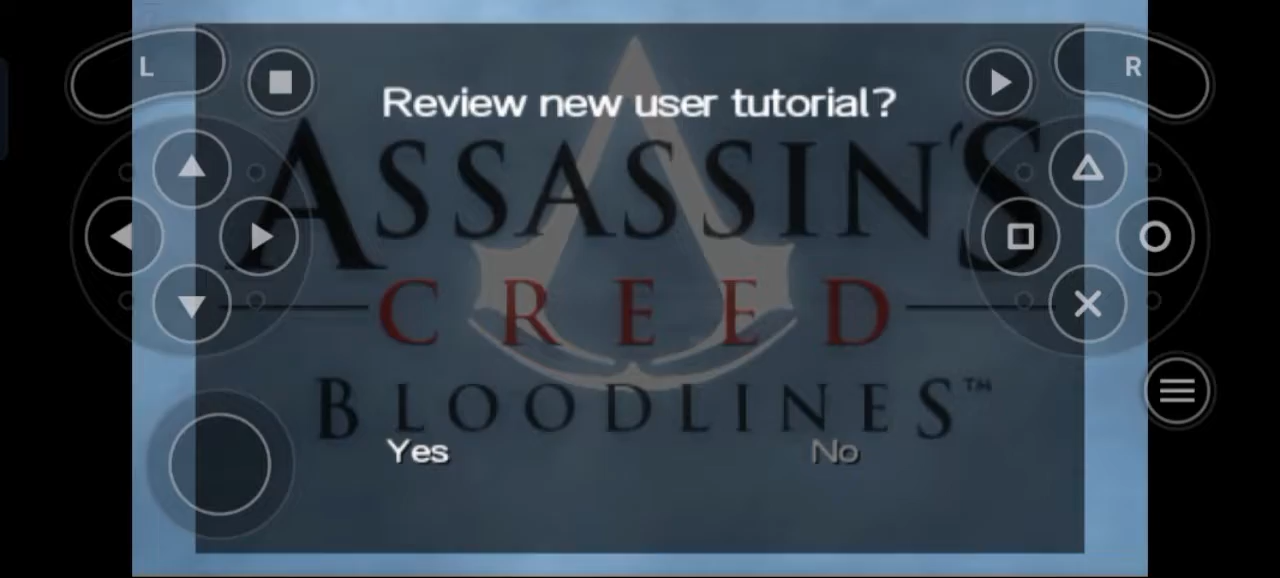 L
R
Review new user tutorial?
ASSASSIN'S
CREED
BLOODLINES™
Yes
No